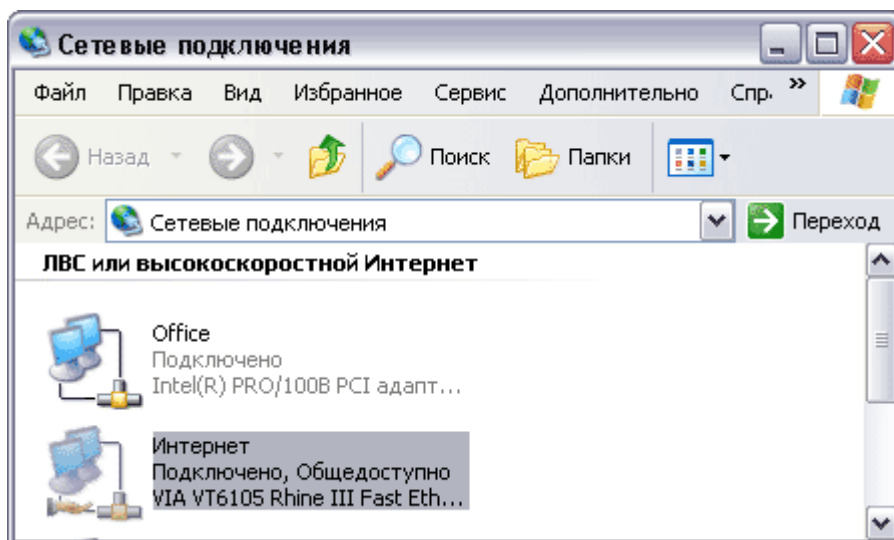 Сетевые подключения
Файл Правка Вид Избранное Сервис Дополнительно Спр. »
Назад Поиск Папки
Адрес: Сетевые подключения Переход
ЛВС или высокоскоростной Интернет
Office
Подключено
Intel(R) PRO/100B PCI адапт...
Интернет
Подключено, Общедоступно
VIA VT6105 Rhine III Fast Eth...